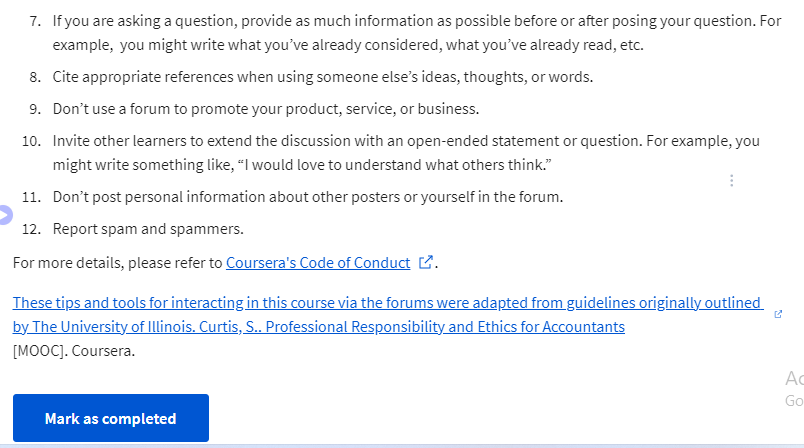 7. If you are asking a question, provide as much information as possible before or after posing your question. For
example,  you might write what you’ve already considered, what you’ve already read, etc.
8. Cite appropriate references when using someone else’s ideas, thoughts, or words.
9. Don’t use a forum to promote your product, service, or business.
10. Invite other learners to extend the discussion with an open-ended statement or question. For example, you
might write something like, “I would love to understand what others think.”
11. Don’t post personal information about other posters or yourself in the forum.
12. Report spam and spammers.
For more details, please refer to Coursera's Code of Conduct.
These tips and tools for interacting in this course via the forums were adapted from guidelines originally outlined
by The University of Illinois. Curtis, S.. Professional Responsibility and Ethics for Accountants
[MOOC]. Coursera.
Mark as completed